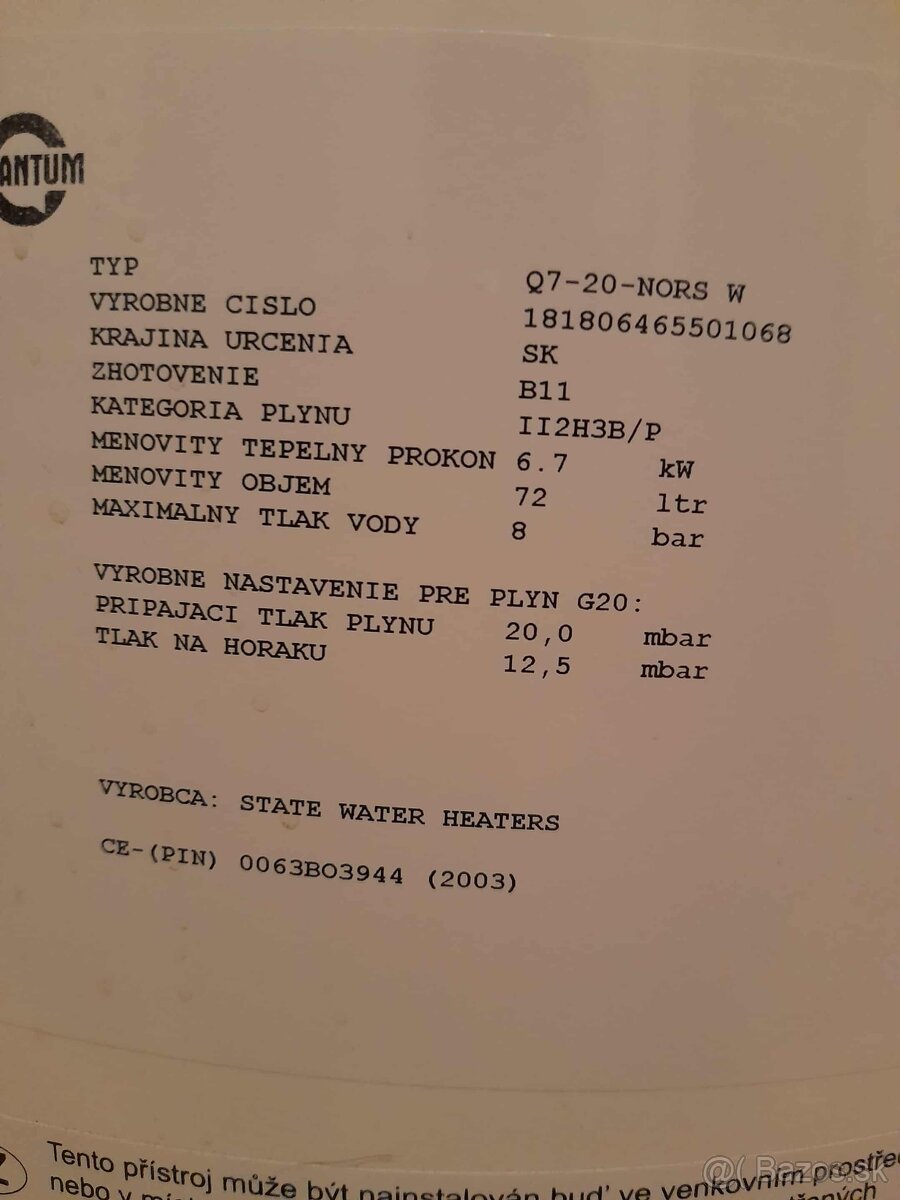 ANTUM
TYP Q7-20-NORS W
VYROBNE CISLO 181806465501068
KRAJINA URCENIA SK
ZHOTOVENIE B11
KATEGORIA PLYNU II2H3B/P
MENOVITY TEPELNY PROKON 6.7 kW
MENOVITY OBJEM 72 ltr
MAXIMALNY TLAK VODY 8 bar
VYROBNE NASTAVENIE PRE PLYN G20:
PRIPAJACI TLAK PLYNU 20,0 mbar
TLAK NA HORAKU 12,5 mbar
VYROBCA: STATE WATER HEATERS
CE-(PIN) 0063BO3944 (2003)
Tento přístroj může být nainstalován buď ve venkovním
nebo v
@( Bazos.sk